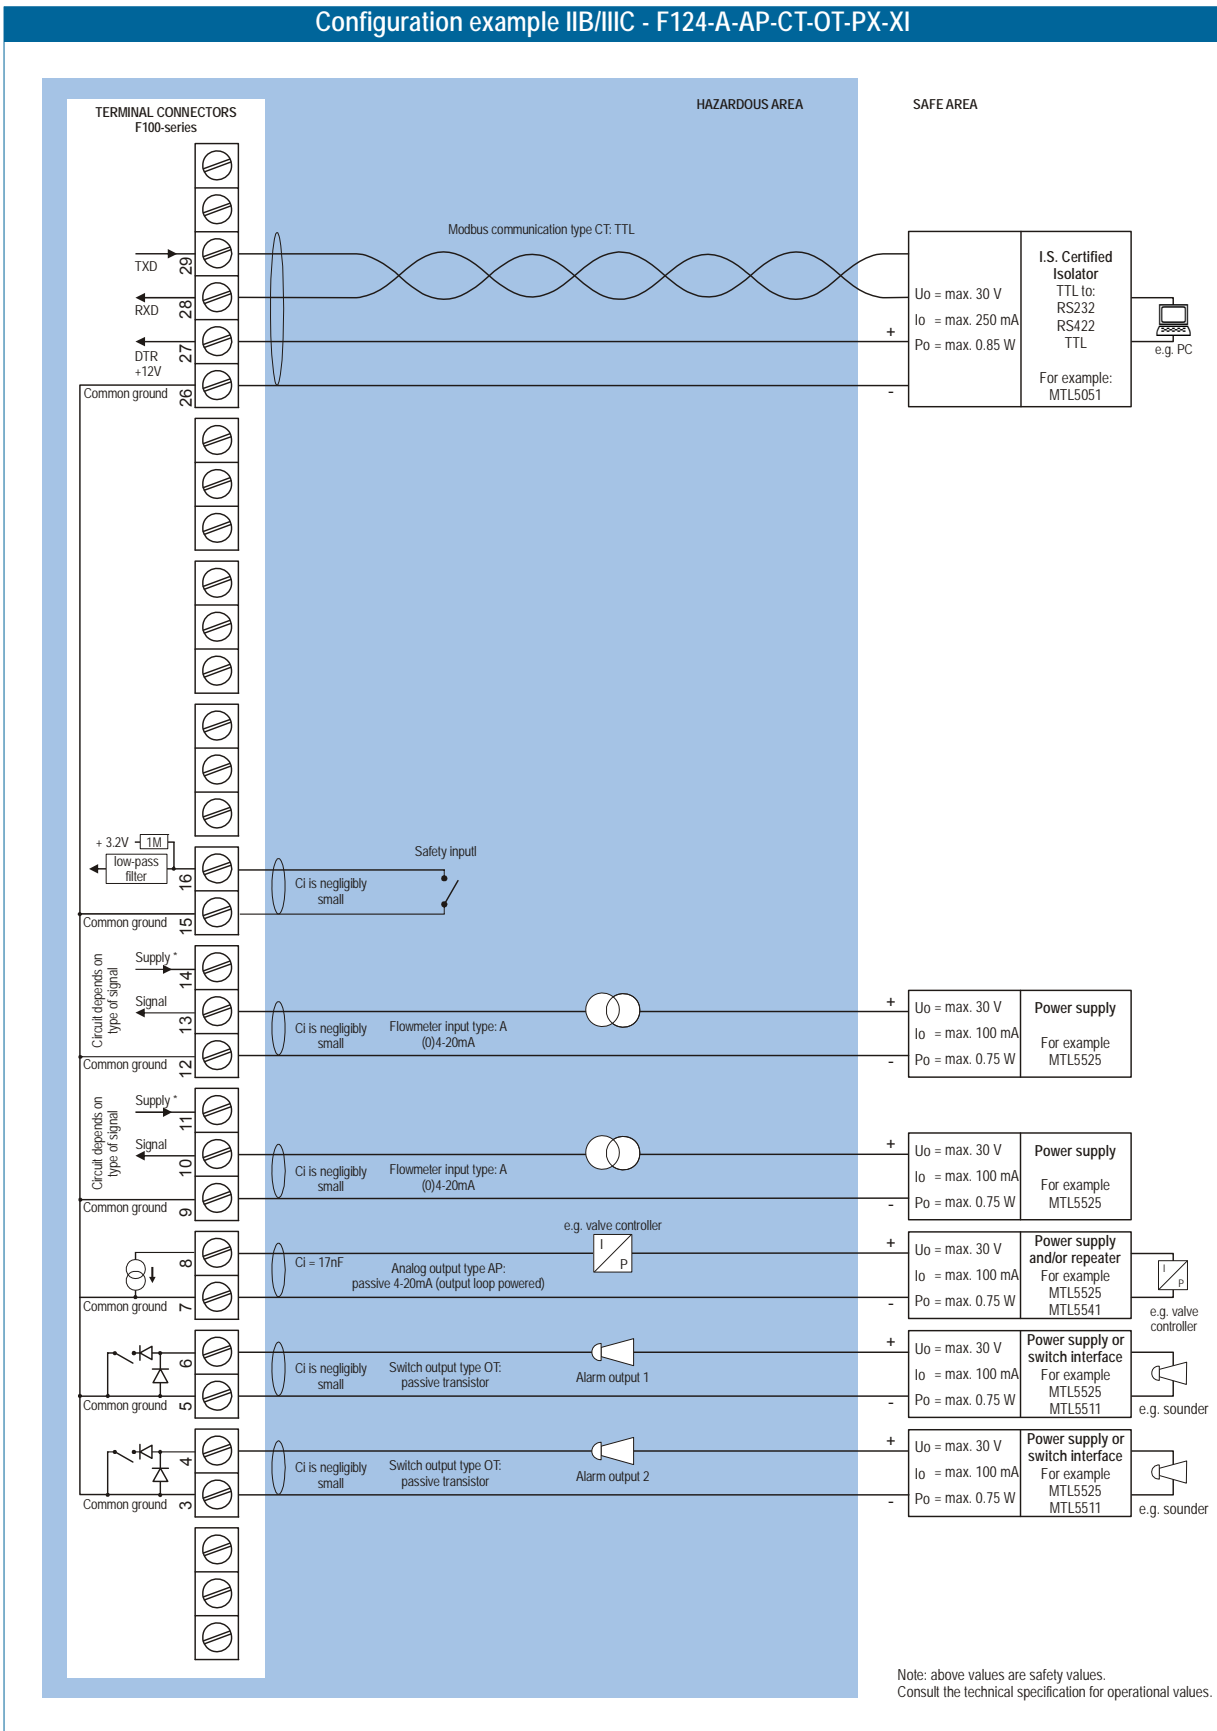 Configuration example IIB/IIIC - F124-A-AP-CT-OT-PX-XI
HAZARDOUS AREA
SAFE AREA
TERMINAL CONNECTORS
F100-series
Modbus communication type CT: TTL
TXD
29
RXD
28
DTR
+12V
27
Common ground
26
+
-
Uo = max. 30 V
Io = max. 250 mA
Po = max. 0.85 W
I.S. Certified
Isolator
TTL to:
RS232
RS422
TTL
For example:
MTL5051
e.g. PC
+ 3.2V
1M
low-pass
filter
16
Common ground
15
Ci is negligibly
small
Safety inputI
Circuit depends on
type of signal
Supply *
14
Signal
13
Common ground
12
Ci is negligibly
small
Flowmeter input type: A
(0)4-20mA
+
-
Uo = max. 30 V
Io = max. 100 mA
Po = max. 0.75 W
Power supply
For example
MTL5525
Circuit depends on
type of signal
Supply *
11
Signal
10
Common ground
9
Ci is negligibly
small
Flowmeter input type: A
(0)4-20mA
+
-
Uo = max. 30 V
Io = max. 100 mA
Po = max. 0.75 W
Power supply
For example
MTL5525
8
Common ground
7
Ci = 17nF
Analog output type AP:
passive 4-20mA (output loop powered)
e.g. valve controller
I
P
+
-
Uo = max. 30 V
Io = max. 100 mA
Po = max. 0.75 W
Power supply
and/or repeater
For example
MTL5525
MTL5541
I
P
e.g. valve
controller
6
Common ground
5
Ci is negligibly
small
Switch output type OT:
passive transistor
Alarm output 1
+
-
Uo = max. 30 V
Io = max. 100 mA
Po = max. 0.75 W
Power supply or
switch interface
For example
MTL5525
MTL5511
e.g. sounder
4
Common ground
3
Ci is negligibly
small
Switch output type OT:
passive transistor
Alarm output 2
+
-
Uo = max. 30 V
Io = max. 100 mA
Po = max. 0.75 W
Power supply or
switch interface
For example
MTL5525
MTL5511
e.g. sounder
Note: above values are safety values.
Consult the technical specification for operational values.